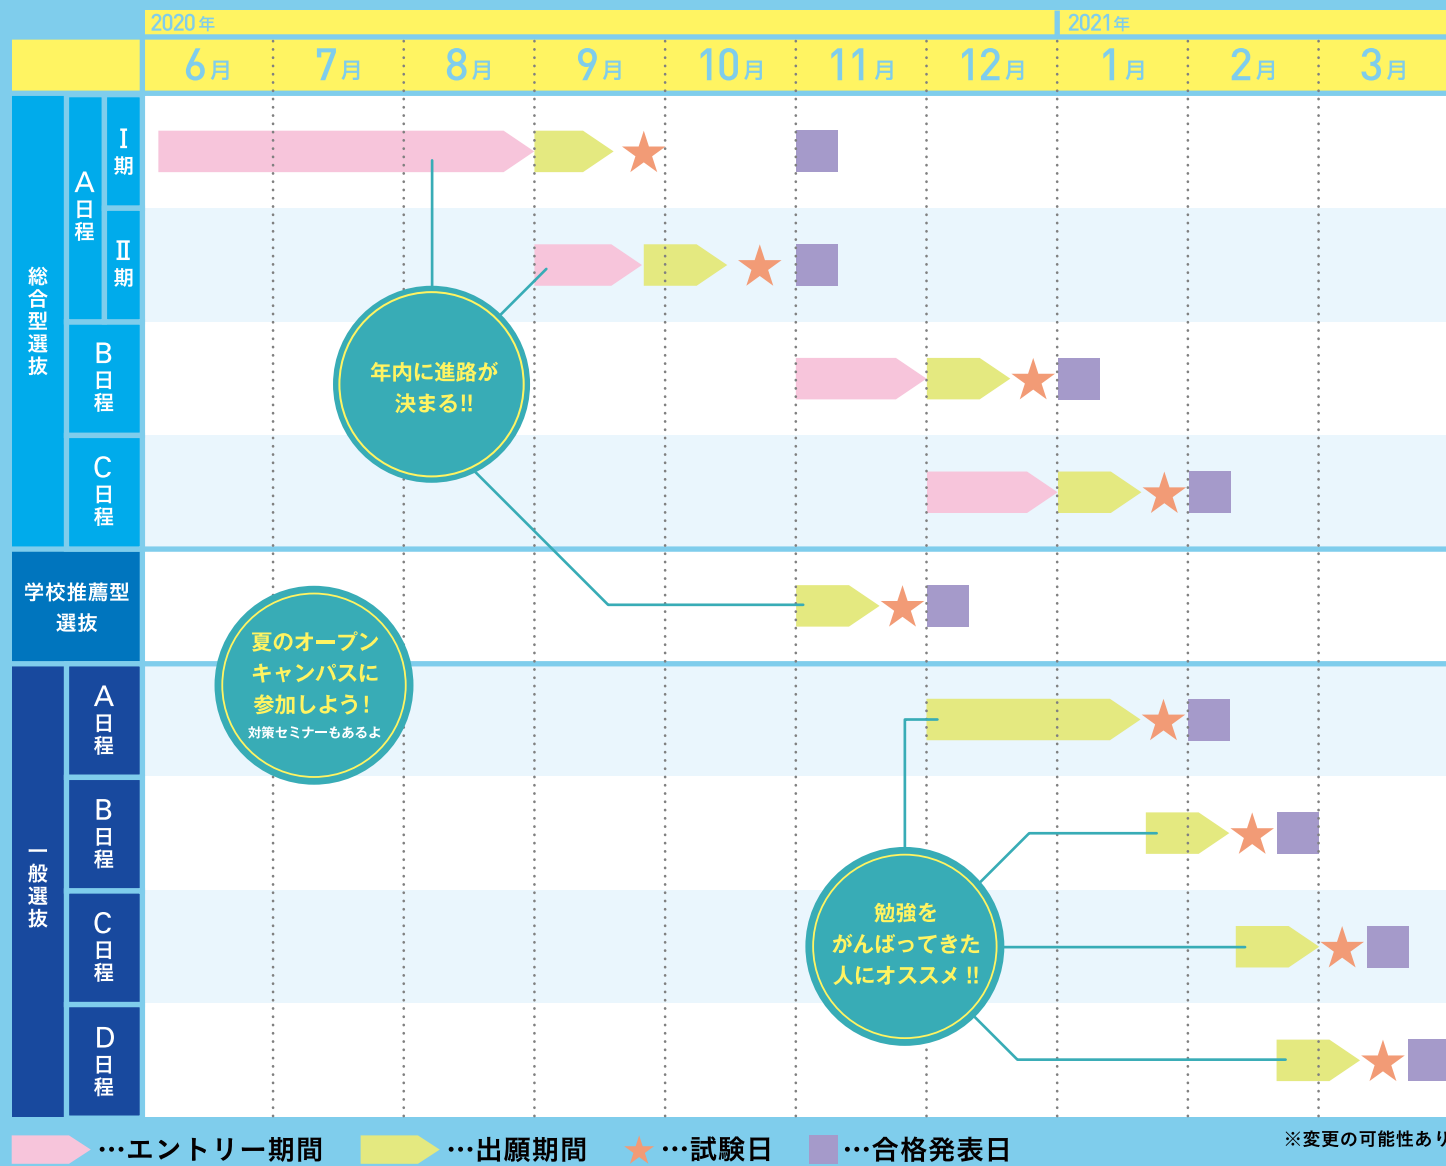 2020年
2021年
6月 7月 8月 9月 10月 11月 12月 1月 2月 3月
総合型選抜
A日程
Ⅰ期
Ⅱ期
B日程
C日程
年内に進路が
決まる!!
学校推薦型
選抜
夏のオープン
キャンパスに
参加しよう!
対策セミナーもあるよ
一般選抜
A日程
B日程
C日程
D日程
勉強を
がんばってきた
人にオススメ!!
…エントリー期間 …出願期間 …試験日 …合格発表日
※変更の可能性あり